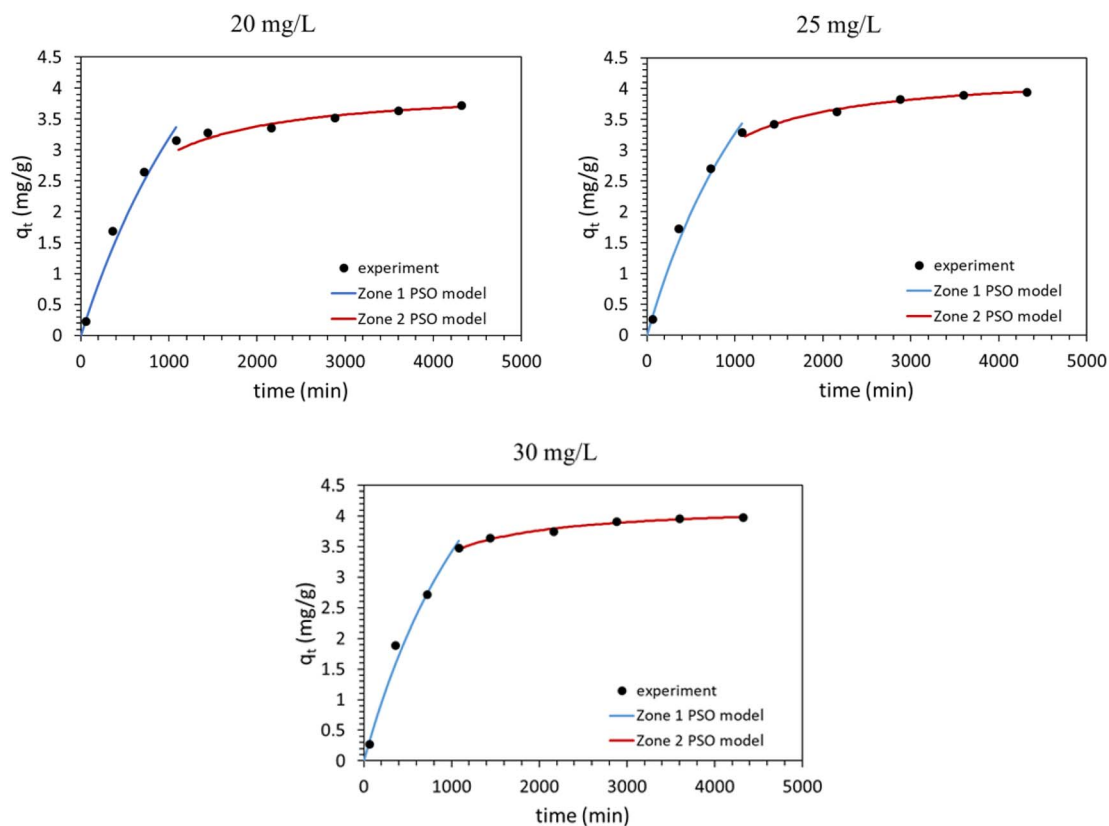 20 mg/L
4.5
4
3.5
3
2.5
2
1.5
1
0.5
0
qt (mg/g)
experiment
Zone 1 PSO model
Zone 2 PSO model
0 1000 2000 3000 4000 5000
time (min)
25 mg/L
4.5
4
3.5
3
2.5
2
1.5
1
0.5
0
qt (mg/g)
experiment
Zone 1 PSO model
Zone 2 PSO model
0 1000 2000 3000 4000 5000
time (min)
30 mg/L
4.5
4
3.5
3
2.5
2
1.5
1
0.5
0
qt (mg/g)
experiment
Zone 1 PSO model
Zone 2 PSO model
0 1000 2000 3000 4000 5000
time (min)